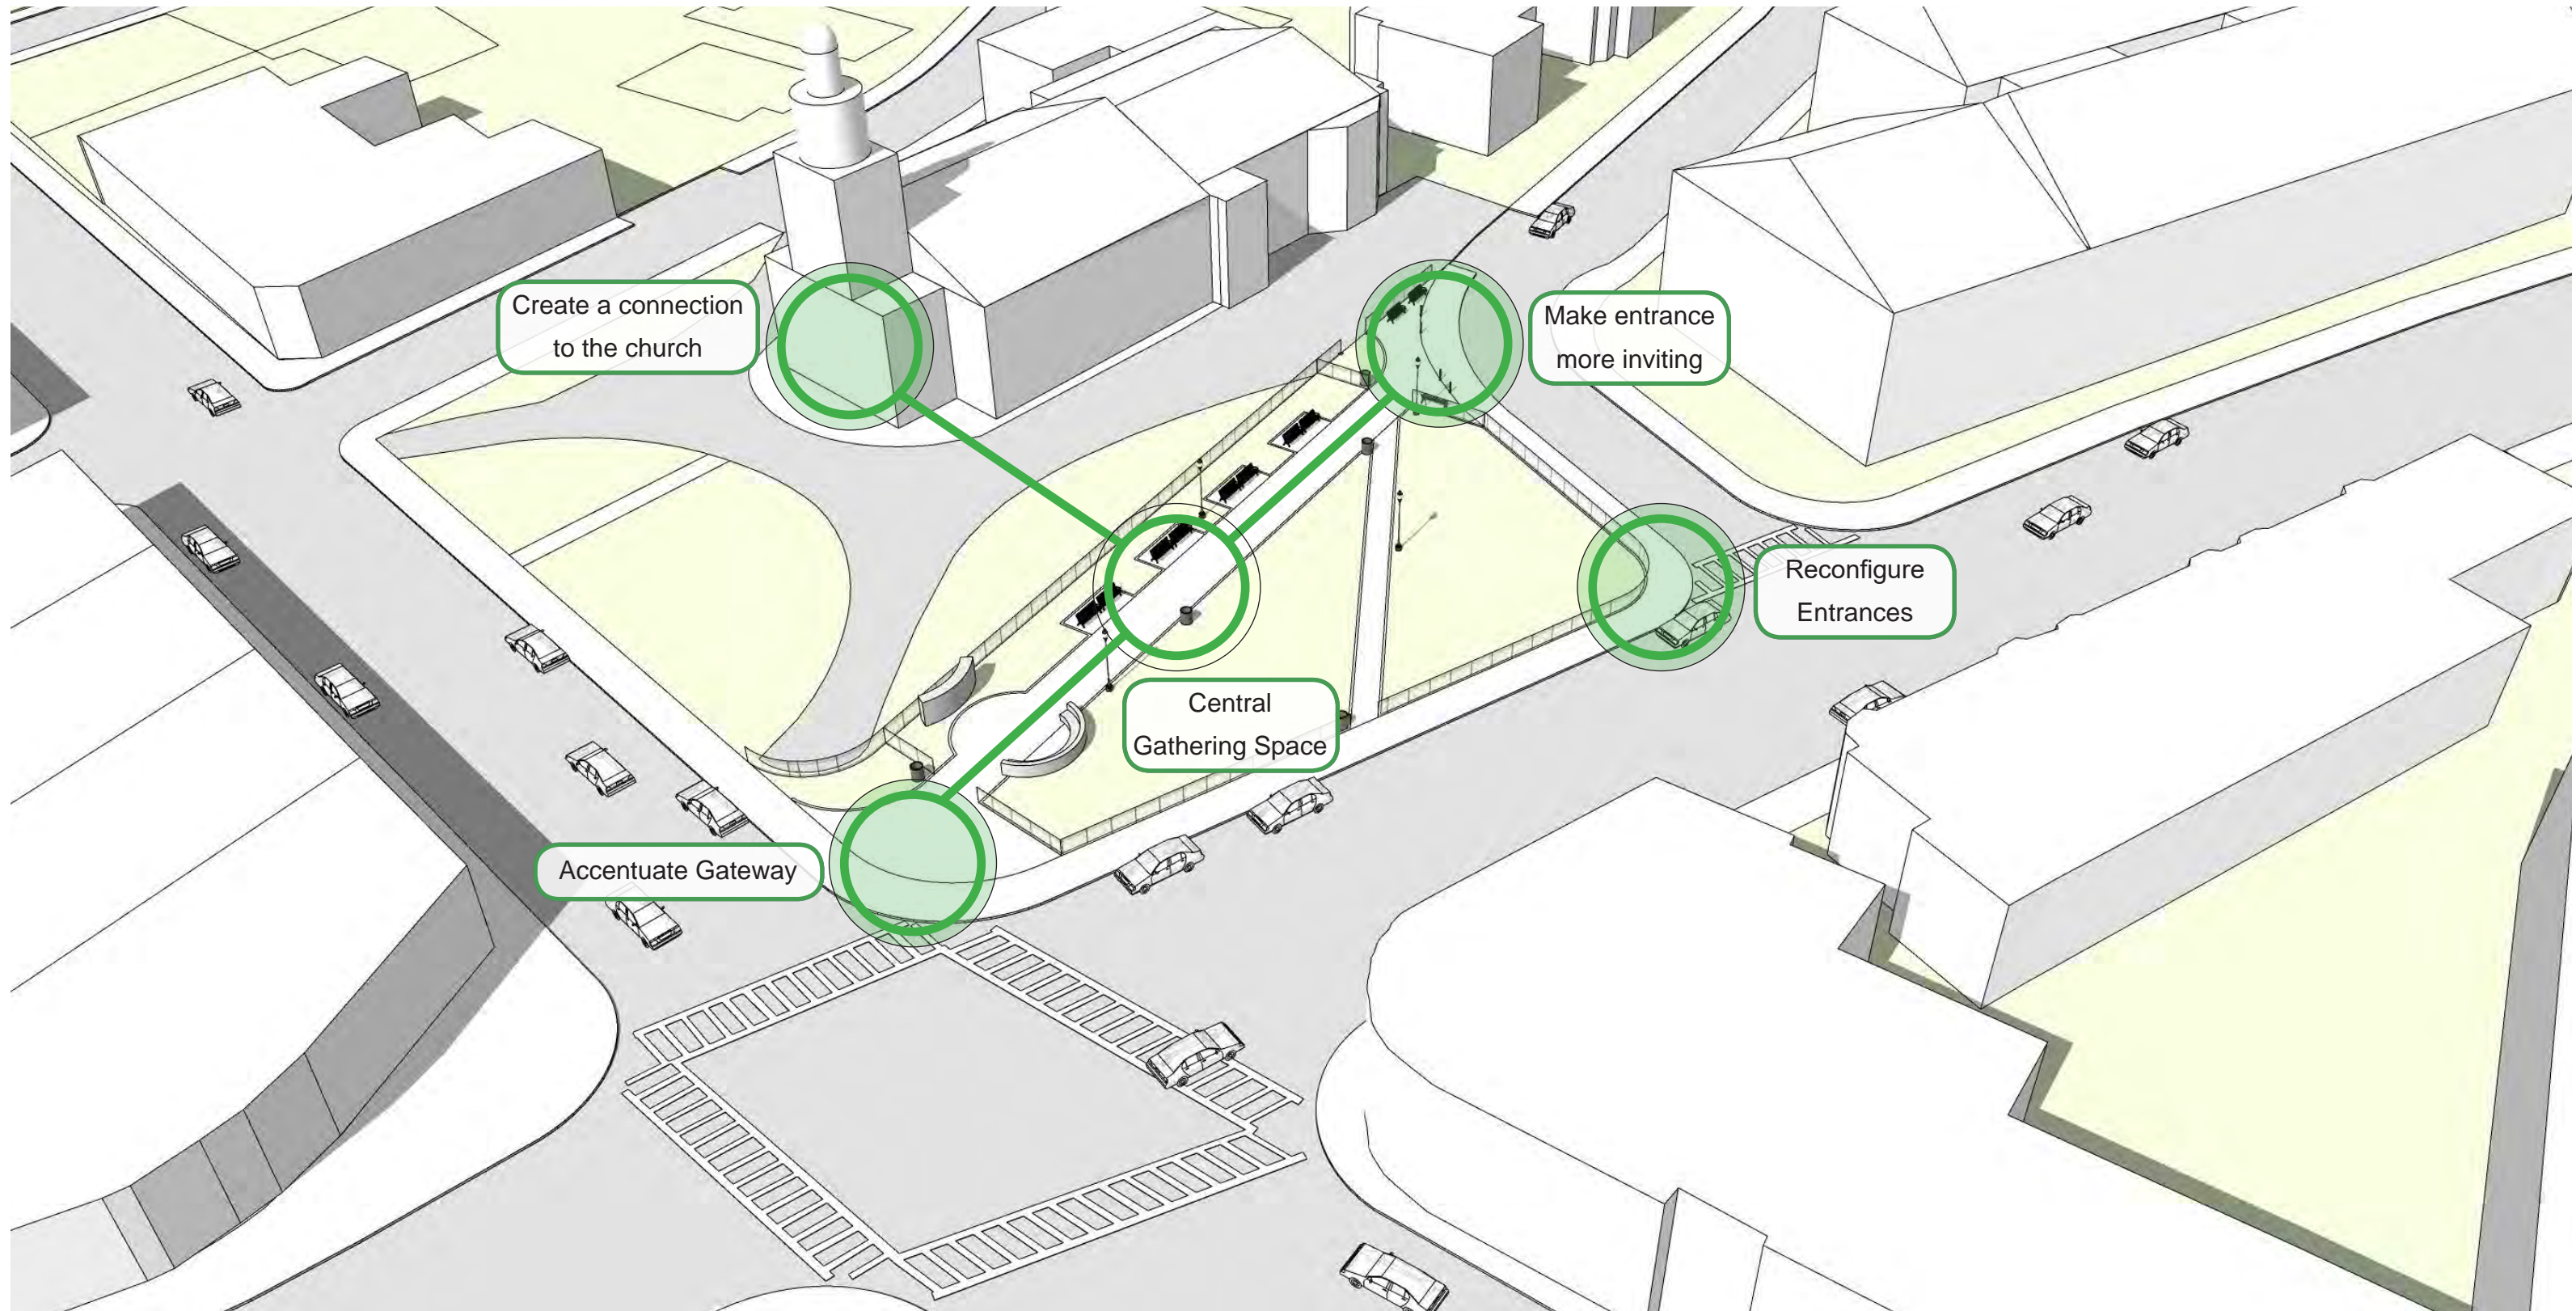 Create a connection
to the church
Make entrance
more inviting
Reconfigure
Entrances
Central
Gathering Space
Accentuate Gateway